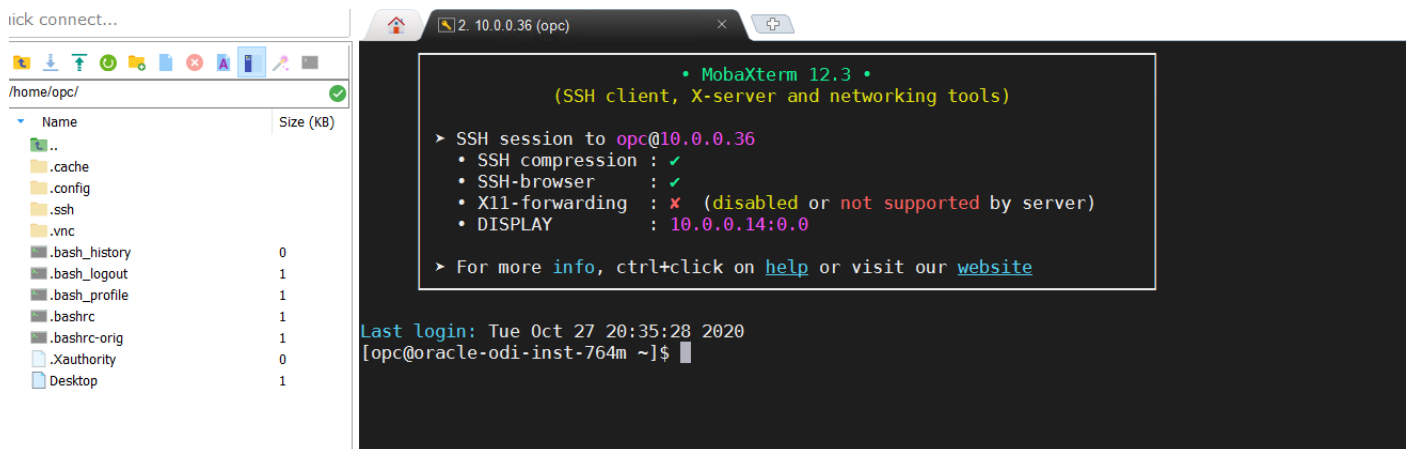 ick connect...
2. 10.0.0.36 (opc)
/home/opc/
Name Size (KB)
..
.cache
.config
.ssh
.vnc
.bash_history 0
.bash_logout 1
.bash_profile 1
.bashrc 1
.bashrc-orig 1
.Xauthority 0
Desktop 1
• MobaXterm 12.3 •
(SSH client, X-server and networking tools)
➤ SSH session to opc@10.0.0.36
• SSH compression : ✔
• SSH-browser : ✔
• X11-forwarding : ✘ (disabled or not supported by server)
• DISPLAY : 10.0.0.14:0.0
➤ For more info, ctrl+click on help or visit our website
Last login: Tue Oct 27 20:35:28 2020
[opc@oracle-odi-inst-764m ~]$